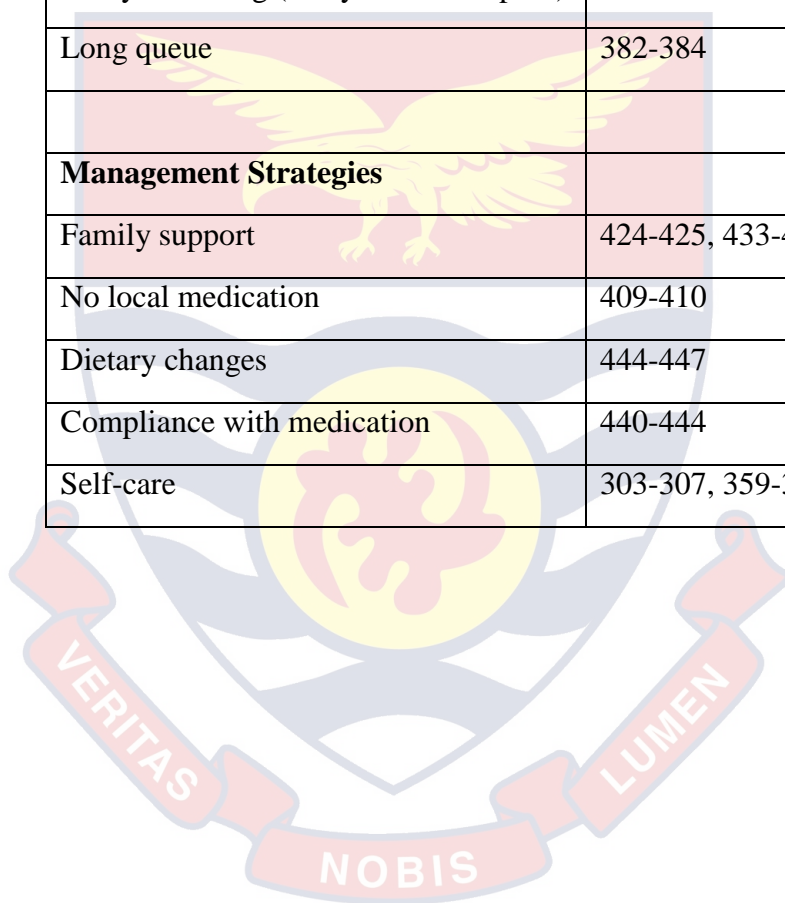 Long queue 382-384
Management Strategies
Family support 424-425, 433-
No local medication 409-410
Dietary changes 444-447
Compliance with medication 440-444
Self-care 303-307, 359-
VERITAS NOBIS LUMEN